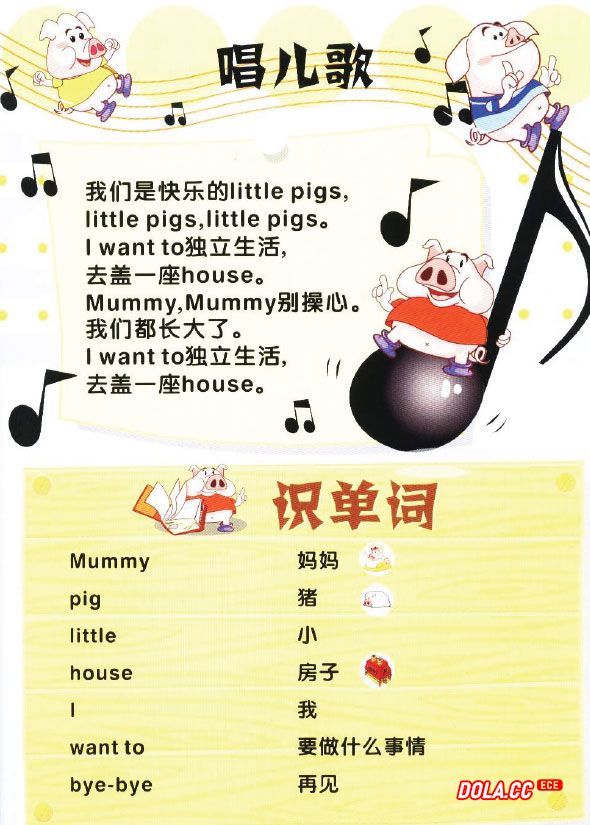 唱儿歌
我们是快乐的little pigs,
little pigs,little pigs。
I want to独立生活,
去盖一座house。
Mummy,Mummy别操心。
我们都长大了。
I want to独立生活,
去盖一座house。
识单词
Mummy 妈妈
pig 猪
little 小
house 房子
I 我
want to 要做什么事情
bye-bye 再见
DOLA.CC ECE